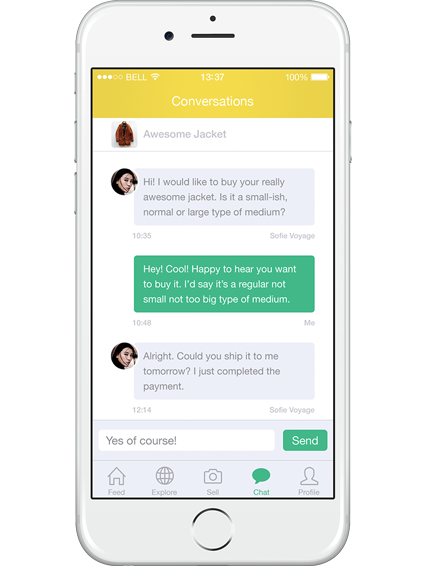 BELL 13:37 100%
Conversations
Awesome Jacket
Hi! I would like to buy your really
awesome jacket. Is it a small-ish,
normal or large type of medium?
10:35 Sofie Voyage
Hey! Cool! Happy to hear you want
to buy it. I'd say it's a regular not
small not too big type of medium.
10:48 Me
Alright. Could you ship it to me
tomorrow? I just completed the
payment.
12:14 Sofie Voyage
Yes of course! Send
Feed Explore Sell Chat Profile